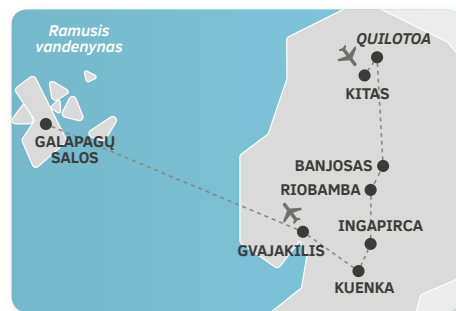 Ramusis
vandenynas
QUILOTOA
KITAS
GALAPAGŲ
SALOS
BANJOSAS
RIOBAMBA
INGAPIRCA
GVAJAKILIS
KUENKA